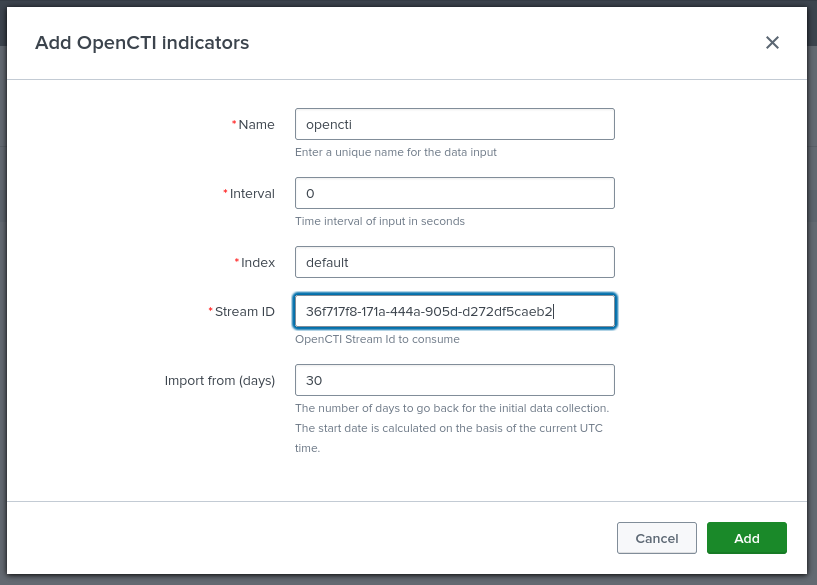 Add OpenCTI indicators
*Name
opencti
Enter a unique name for the data input
*Interval
0
Time interval of input in seconds
*Index
default
*Stream ID
36f717f8-171a-444a-905d-d272df5caeb2
OpenCTI Stream Id to consume
Import from (days)
30
The number of days to go back for the initial data collection.
The start date is calculated on the basis of the current UTC
time.
Cancel
Add